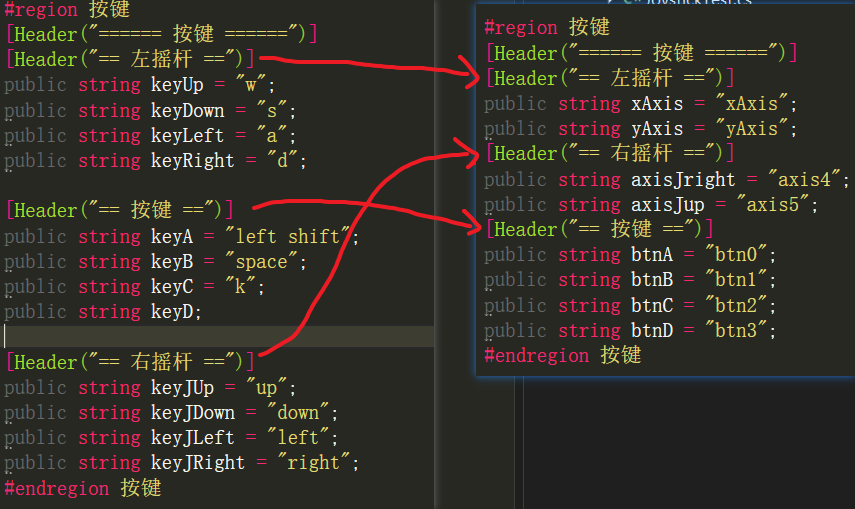 #region 按键
[Header("====== 按键 ======")]
[Header("== 左摇杆 ==")]
public string keyUp = "w";
public string keyDown = "s";
public string keyLeft = "a";
public string keyRight = "d";
[Header("== 按键 ==")]
public string keyA = "left shift";
public string keyB = "space";
public string keyC = "k";
public string keyD;
[Header("== 右摇杆 ==")]
public string keyJUp = "up";
public string keyJDown = "down";
public string keyJLeft = "left";
public string keyJRight = "right";
#endregion 按键
#region 按键
[Header("====== 按键 ======")]
[Header("== 左摇杆 ==")]
public string xAxis = "xAxis";
public string yAxis = "yAxis";
[Header("== 右摇杆 ==")]
public string axisJright = "axis4";
public string axisJup = "axis5";
[Header("== 按键 ==")]
public string btnA = "btn0";
public string btnB = "btn1";
public string btnC = "btn2";
public string btnD = "btn3";
#endregion 按键